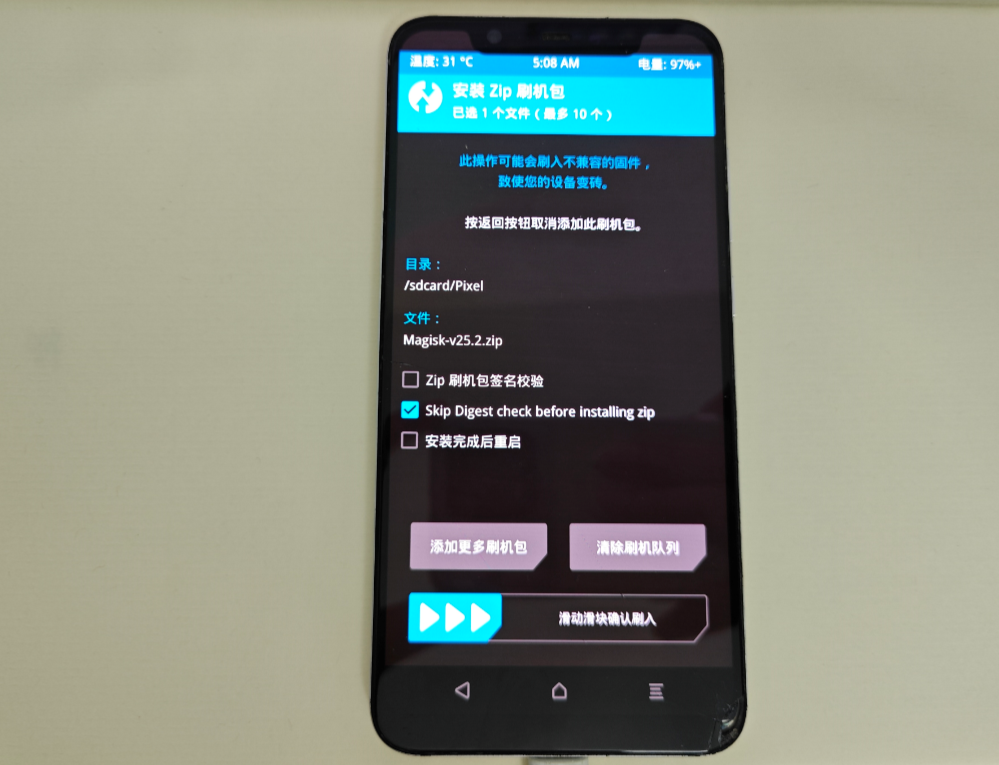 温度: 31 °C 5:08 AM 电量: 97%+
安装 Zip 刷机包
已选 1 个文件 ( 最多 10 个 )
此操作可能会刷入不兼容的固件，
致使您的设备变砖。
按返回按钮取消添加此刷机包。
目录：
/sdcard/Pixel
文件：
Magisk-v25.2.zip
Zip 刷机包签名校验
Skip Digest check before installing zip
安装完成后重启
添加更多刷机包 清除刷机队列
滑动滑块确认刷入